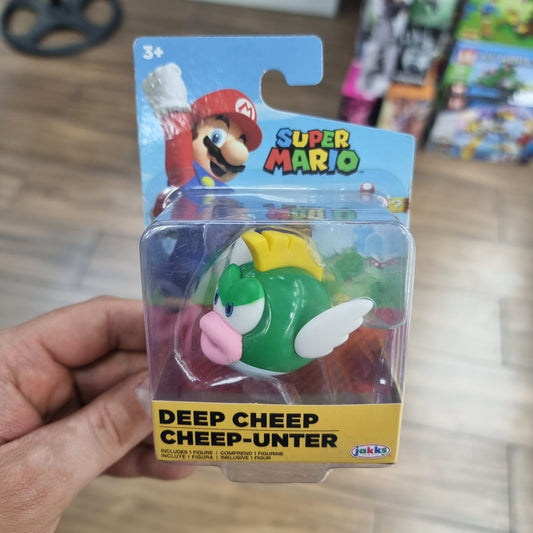 3+
SUPER
MARIO™
DEEP CHEEP
CHEEP-UNTER
INCLUDES 1 FIGURE | COMPREND 1 FIGURINE
INCLUYE 1 FIGURA | INKLUSIVE 1 FIGUR
jakks